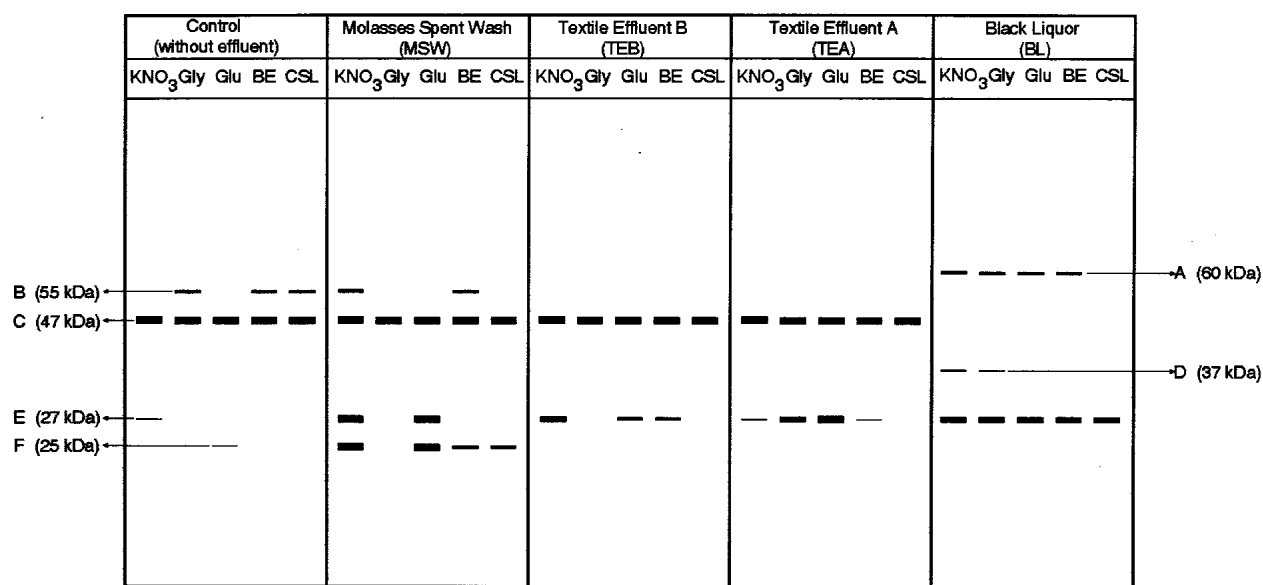 Control Molasses Spent Wash Textile Effluent B Textile Effluent A Black Liquor
(without effluent) (MSW) (TEB) (TEA) (BL)
KNO3 Gly Glu BE CSL KNO3 Gly Glu BE CSL KNO3 Gly Glu BE CSL KNO3 Gly Glu BE CSL KNO3 Gly Glu BE CSL
A (60 kDa)
B (55 kDa)
C (47 kDa)
D (37 kDa)
E (27 kDa)
F (25 kDa)